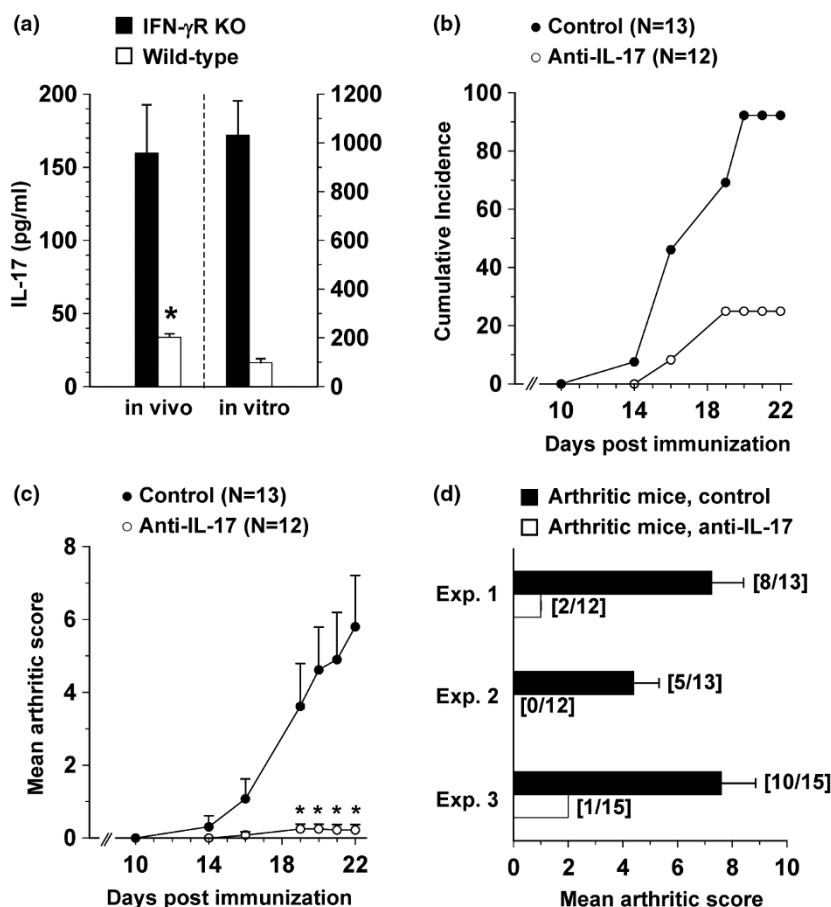 (a)
IFN-γR KO
Wild-type
IL-17 (pg/ml)
200
150
100
50
0
*
1200
1000
800
600
400
200
0
in vivo
in vitro
(b)
Control (N=13)
Anti-IL-17 (N=12)
Cumulative Incidence
100
80
60
40
20
0
10
14
18
22
Days post immunization
(c)
Control (N=13)
Anti-IL-17 (N=12)
Mean arthritic score
8
6
4
2
0
* * * *
10
14
18
22
Days post immunization
(d)
Arthritic mice, control
Arthritic mice, anti-IL-17
Exp. 1
[8/13]
[2/12]
Exp. 2
[5/13]
[0/12]
Exp. 3
[10/15]
[1/15]
0
2
4
6
8
10
Mean arthritic score